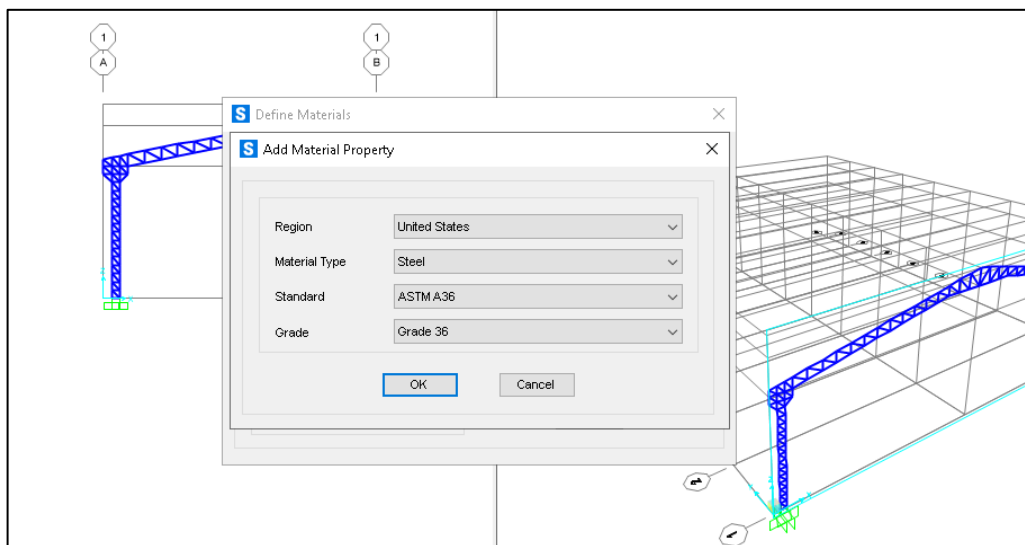 1
1
A
B
S Define Materials
S Add Material Property
Region United States
Material Type Steel
Standard ASTM A36
Grade Grade 36
OK Cancel
1